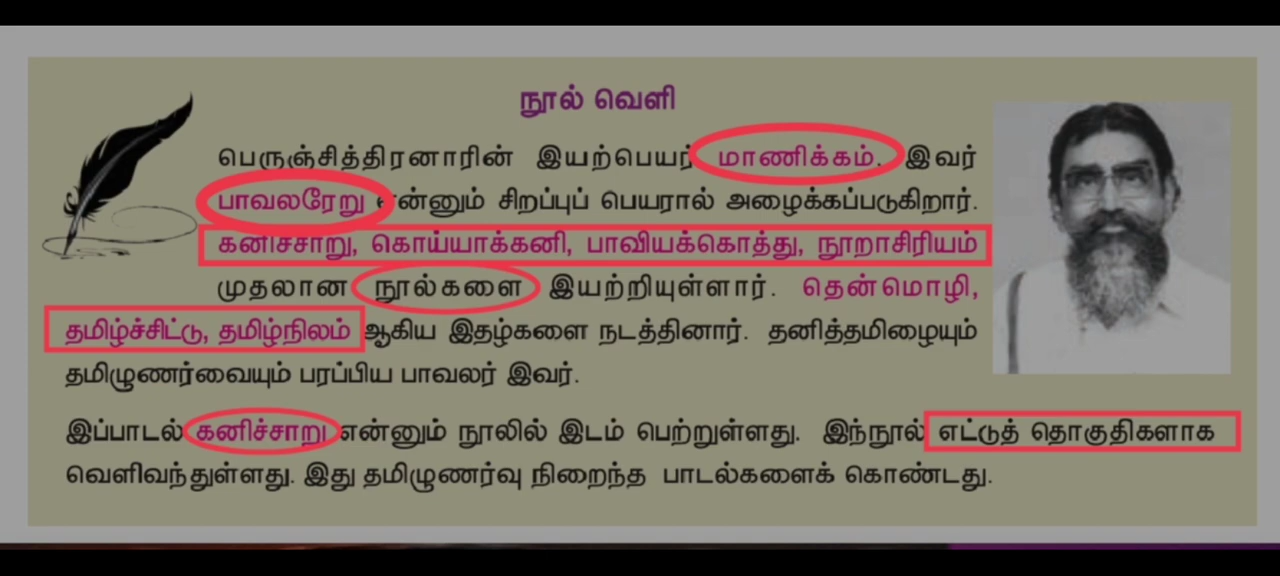 நூல் வெளி
பெருஞ்சித்திரனாரின் இயற்பெயர் மாணிக்கம். இவர்
பாவலரேறு என்னும் சிறப்புப் பெயரால் அழைக்கப்படுகிறார்.
கனிச்சாறு, கொய்யாக்கனி, பாவியக்கொத்து, நூறாசிரியம்
முதலான நூல்களை இயற்றியுள்ளார். தென்மொழி,
தமிழ்ச்சிட்டு, தமிழ்நிலம் ஆகிய இதழ்களை நடத்தினார். தனித்தமிழையும்
தமிழுணர்வையும் பரப்பிய பாவலர் இவர்.
இப்பாடல் கனிச்சாறு என்னும் நூலில் இடம் பெற்றுள்ளது. இந்நூல் எட்டுத் தொகுதிகளாக
வெளிவந்துள்ளது. இது தமிழுணர்வு நிறைந்த பாடல்களைக் கொண்டது.